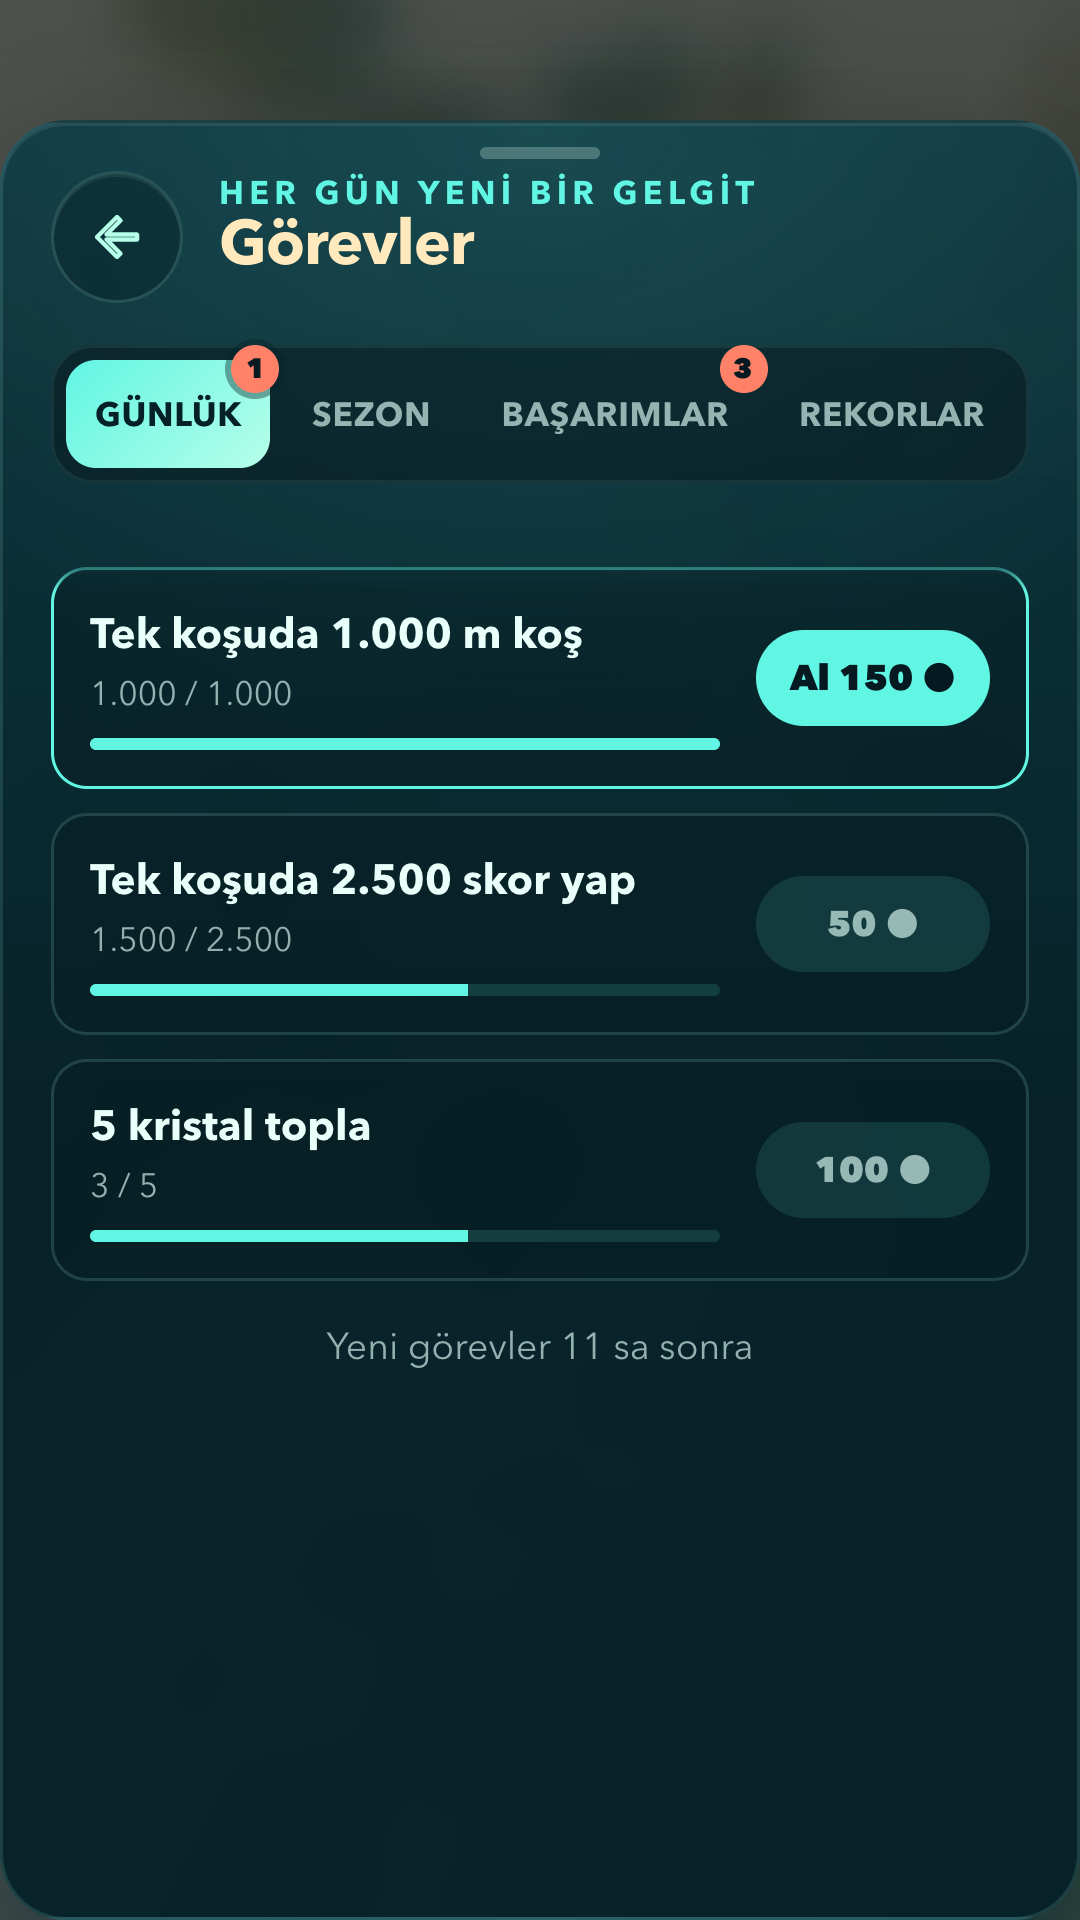 HER GÜN YENİ BİR GELGİT
Görevler
GÜNLÜK 1 SEZON BAŞARIMLAR 3 REKORLAR
Tek koşuda 1.000 m koş
1.000 / 1.000
Al 150
Tek koşuda 2.500 skor yap
1.500 / 2.500
50
5 kristal topla
3 / 5
100
Yeni görevler 11 sa sonra